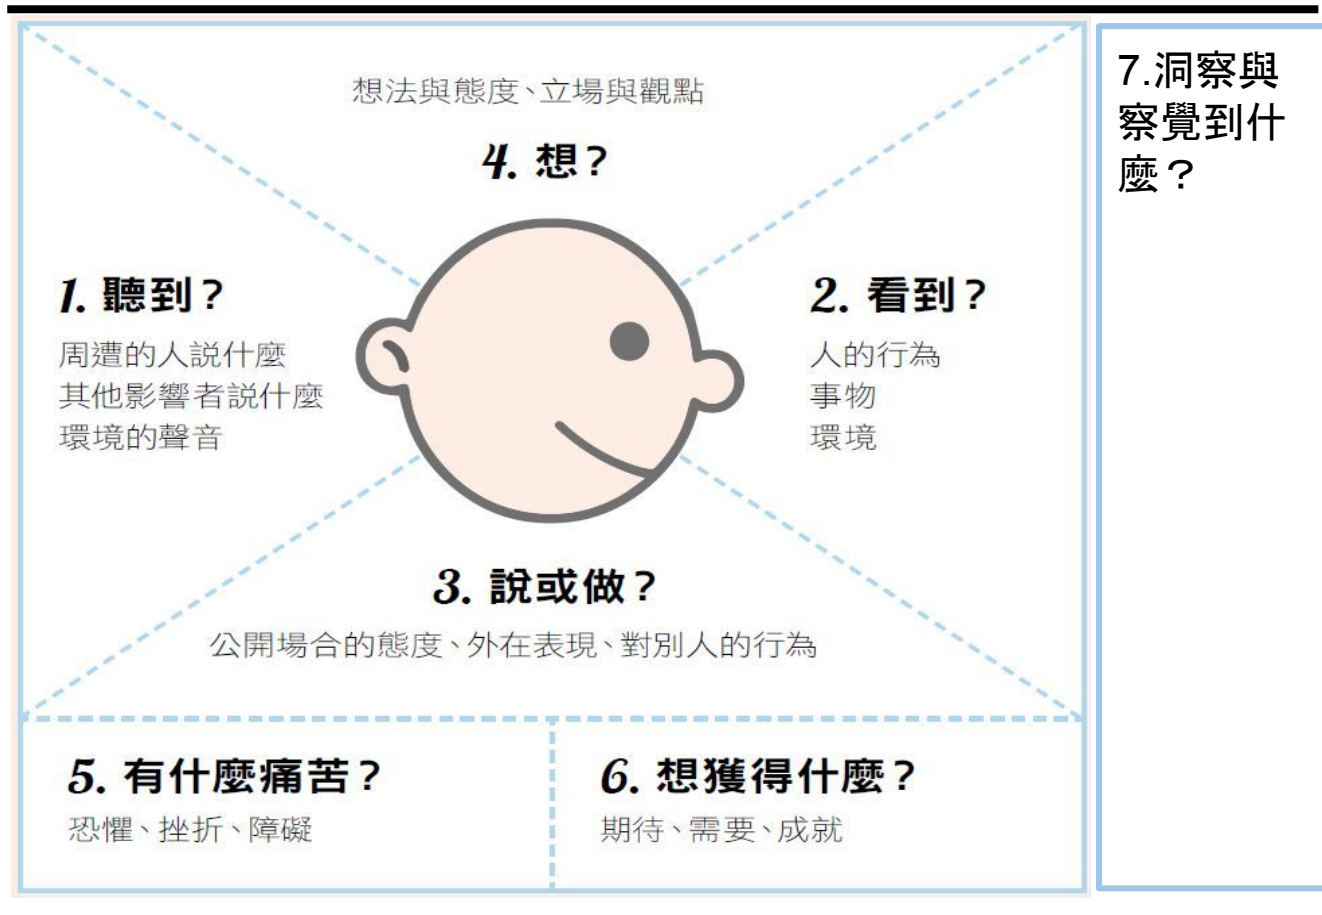 想法與態度、立場與觀點
4. 想？
1. 聽到？
周遭的人説什麼
其他影響者説什麼
環境的聲音
2. 看到？
人的行為
事物
環境
3. 説或做？
公開場合的態度、外在表現、對別人的行為
5. 有什麼痛苦？
恐懼、挫折、障礙
6. 想獲得什麼？
期待、需要、成就
7.洞察與
察覺到什
麼？